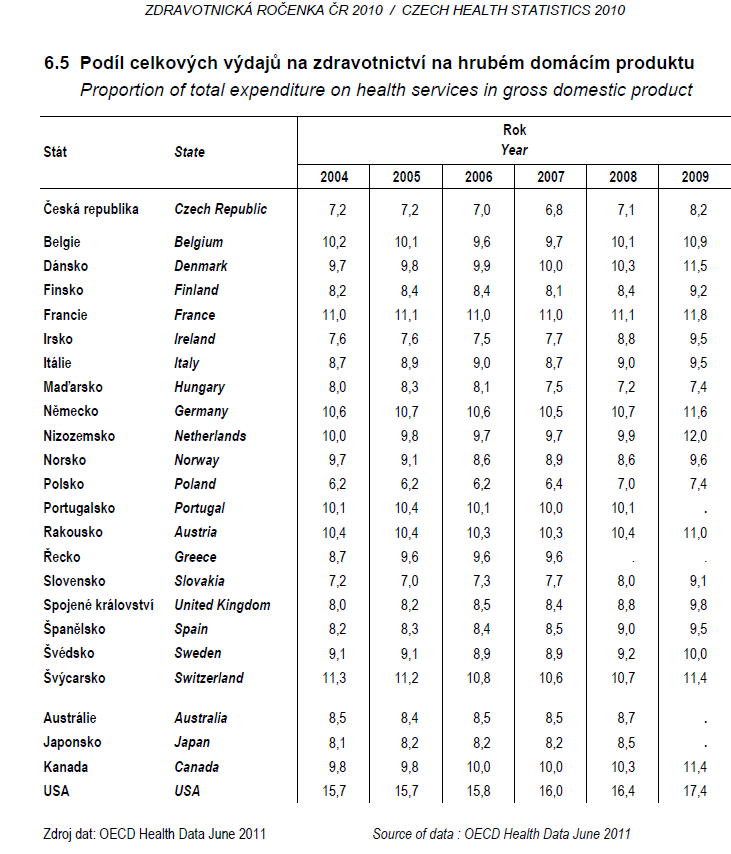 ZDRAVOTNICKÁ ROČENKA ČR 2010 / CZECH HEALTH STATISTICS 2010
6.5 Podíl celkových výdajů na zdravotnictví na hrubém domácím produktu
Proportion of total expenditure on health services in gross domestic product
Rok
Stát State Year
2004 2005 2006 2007 2008 2009
Česká republika Czech Republic 7,2 7,2 7,0 6,8 7,1 8,2
Belgie Belgium 10,2 10,1 9,6 9,7 10,1 10,9
Dánsko Denmark 9,7 9,8 9,9 10,0 10,3 11,5
Finsko Finland 8,2 8,4 8,4 8,1 8,4 9,2
Francie France 11,0 11,1 11,0 11,0 11,1 11,8
Irsko Ireland 7,6 7,6 7,5 7,7 8,8 9,5
Itálie Italy 8,7 8,9 9,0 8,7 9,0 9,5
Maďarsko Hungary 8,0 8,3 8,1 7,5 7,2 7,4
Německo Germany 10,6 10,7 10,6 10,5 10,7 11,6
Nizozemsko Netherlands 10,0 9,8 9,7 9,7 9,9 12,0
Norsko Norway 9,7 9,1 8,6 8,9 8,6 9,6
Polsko Poland 6,2 6,2 6,2 6,4 7,0 7,4
Portugalsko Portugal 10,1 10,4 10,1 10,0 10,1 .
Rakousko Austria 10,4 10,4 10,3 10,3 10,4 11,0
Řecko Greece 8,7 9,6 9,6 9,6 . .
Slovensko Slovakia 7,2 7,0 7,3 7,7 8,0 9,1
Spojené království United Kingdom 8,0 8,2 8,5 8,4 8,8 9,8
Španělsko Spain 8,2 8,3 8,4 8,5 9,0 9,5
Švédsko Sweden 9,1 9,1 8,9 8,9 9,2 10,0
Švýcarsko Switzerland 11,3 11,2 10,8 10,6 10,7 11,4
Austrálie Australia 8,5 8,4 8,5 8,5 8,7 .
Japonsko Japan 8,1 8,2 8,2 8,2 8,5 .
Kanada Canada 9,8 9,8 10,0 10,0 10,3 11,4
USA USA 15,7 15,7 15,8 16,0 16,4 17,4
Zdroj dat: OECD Health Data June 2011 Source of data : OECD Health Data June 2011